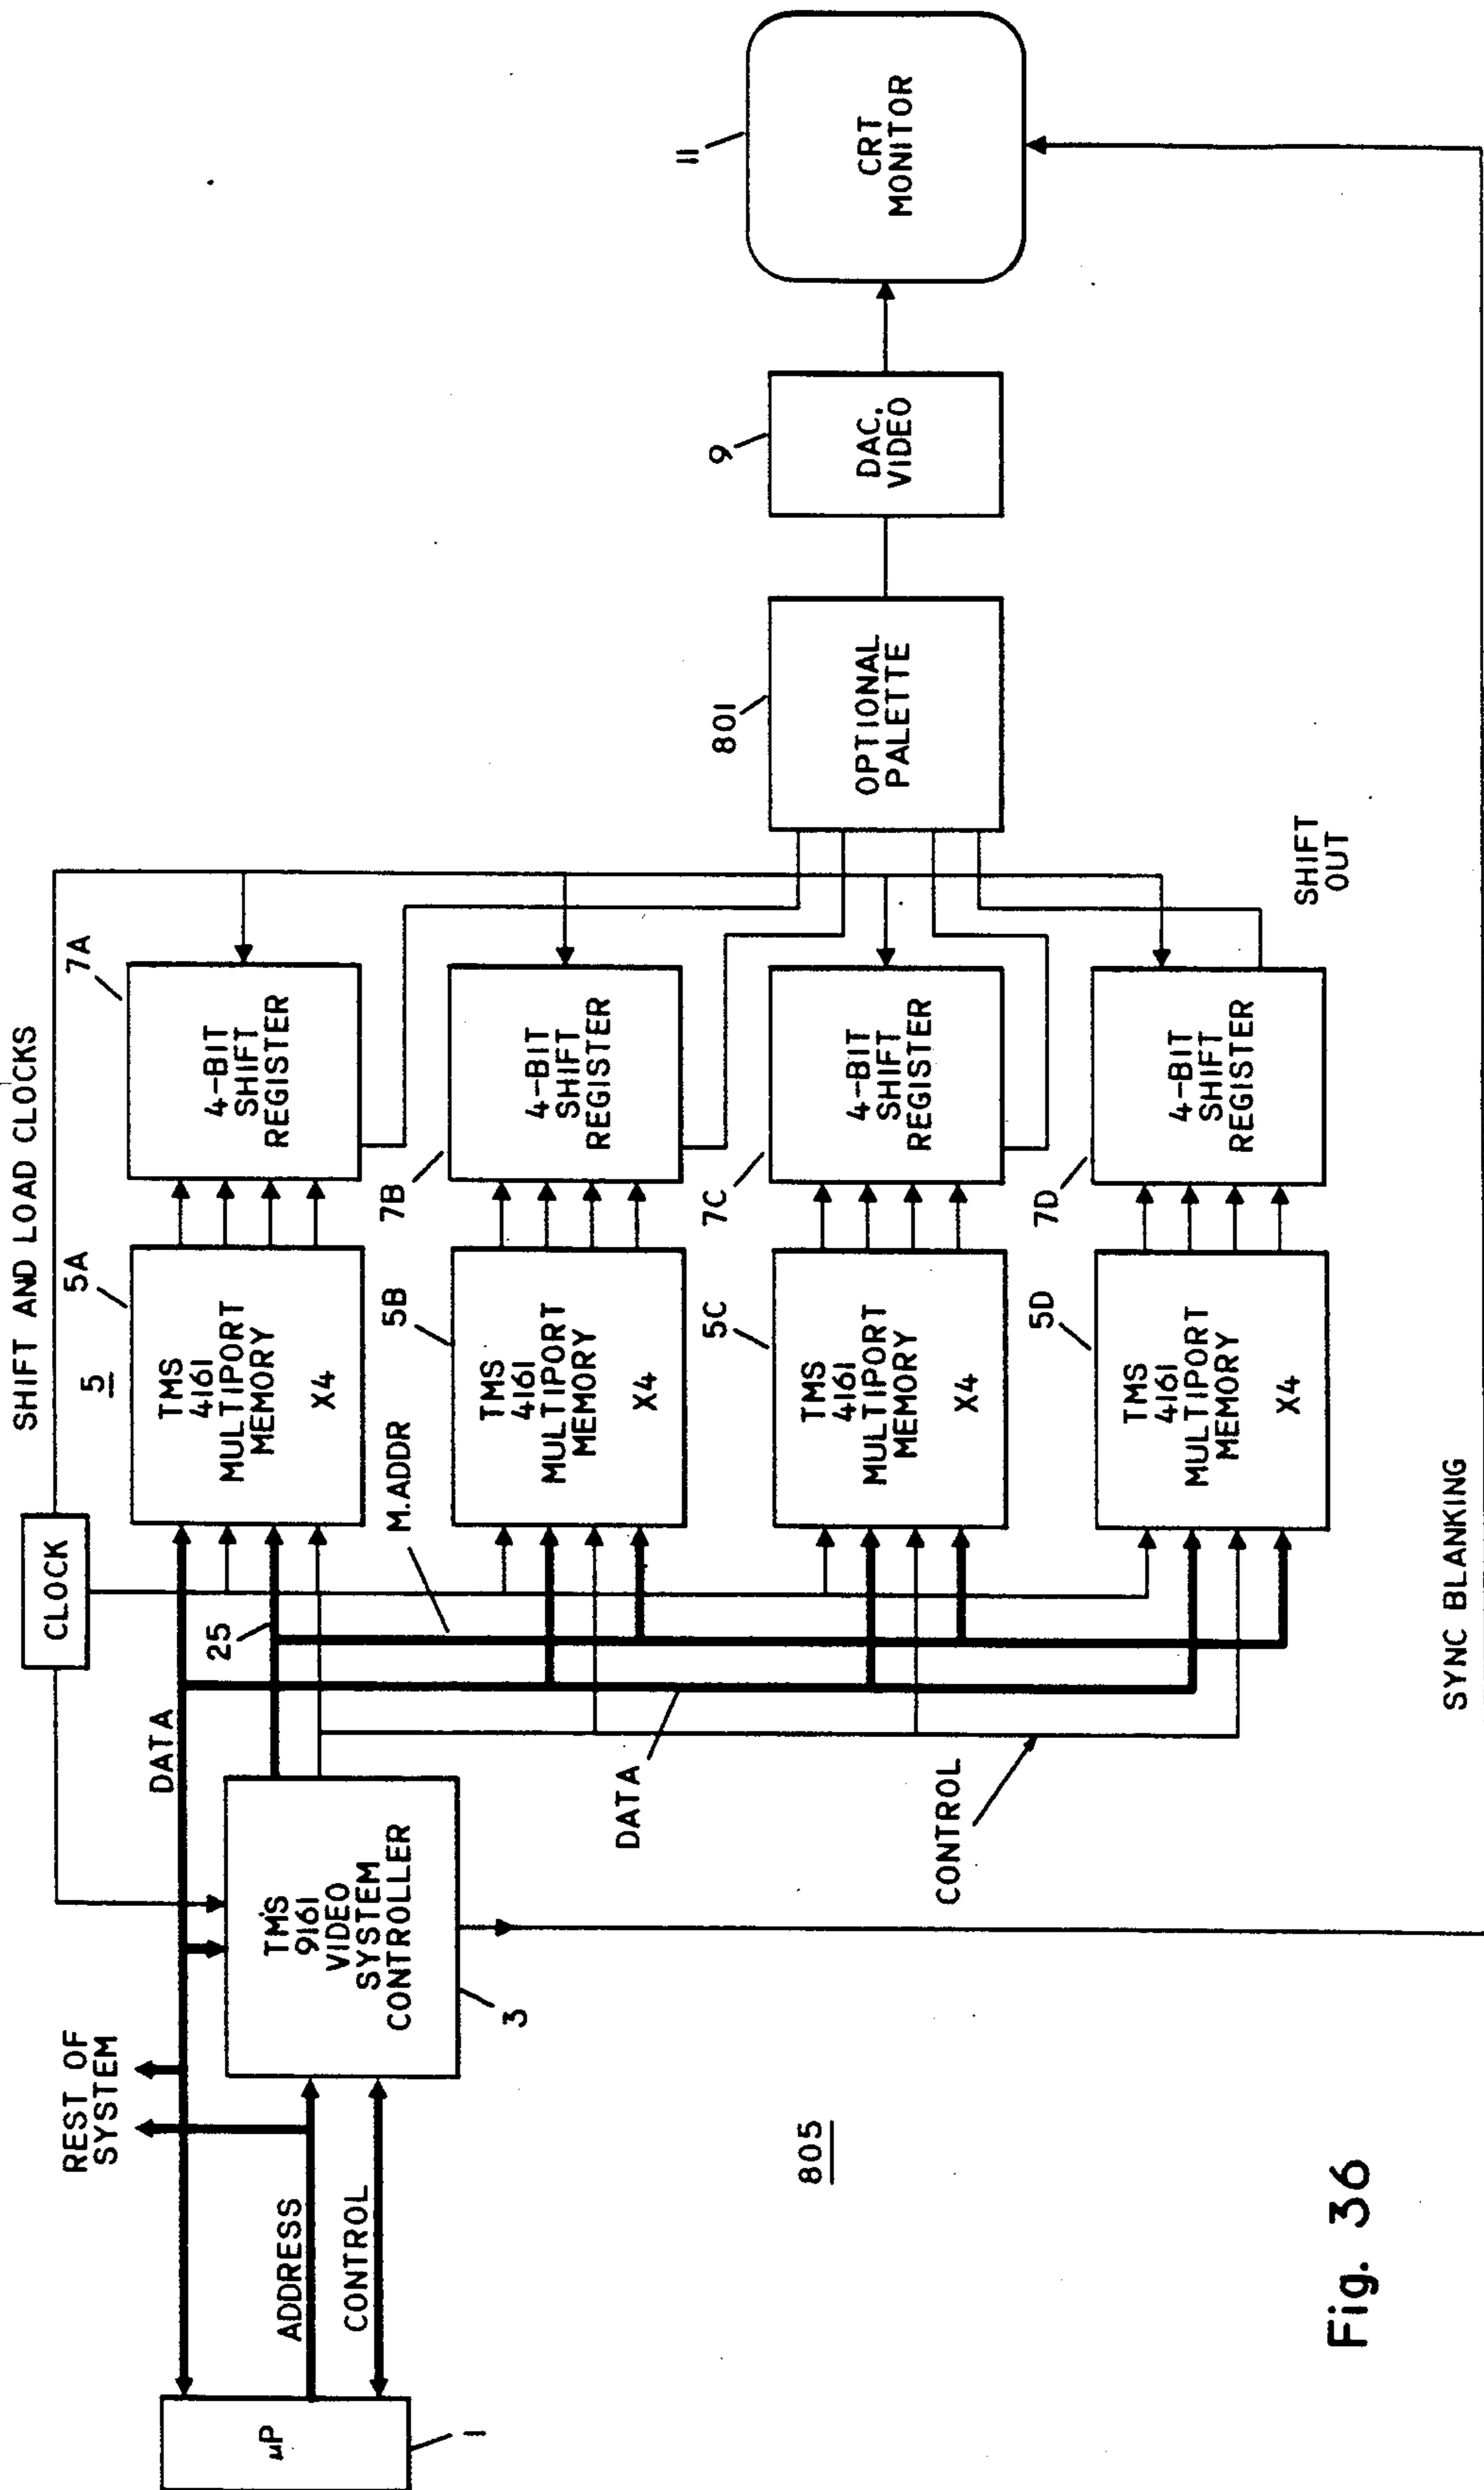 SHIFT AND LOAD CLOCKS
CLOCK
REST OF
SYSTEM
DATA
25
M.ADDR
5
5A
7A
µP
1
ADDRESS
CONTROL
TMS
9161
VIDEO
SYSTEM
CONTROLLER
3
TMS
4161
MULTIPORT
MEMORY
X4
4-BIT
SHIFT
REGISTER
5B
7B
TMS
4161
MULTIPORT
MEMORY
X4
4-BIT
SHIFT
REGISTER
DATA
5C
7C
TMS
4161
MULTIPORT
MEMORY
X4
4-BIT
SHIFT
REGISTER
CONTROL
5D
7D
TMS
4161
MULTIPORT
MEMORY
X4
4-BIT
SHIFT
REGISTER
SHIFT
OUT
801
OPTIONAL
PALETTE
9
DAC.
VIDEO
11
CRT
MONITOR
SYNC BLANKING
805
Fig. 36